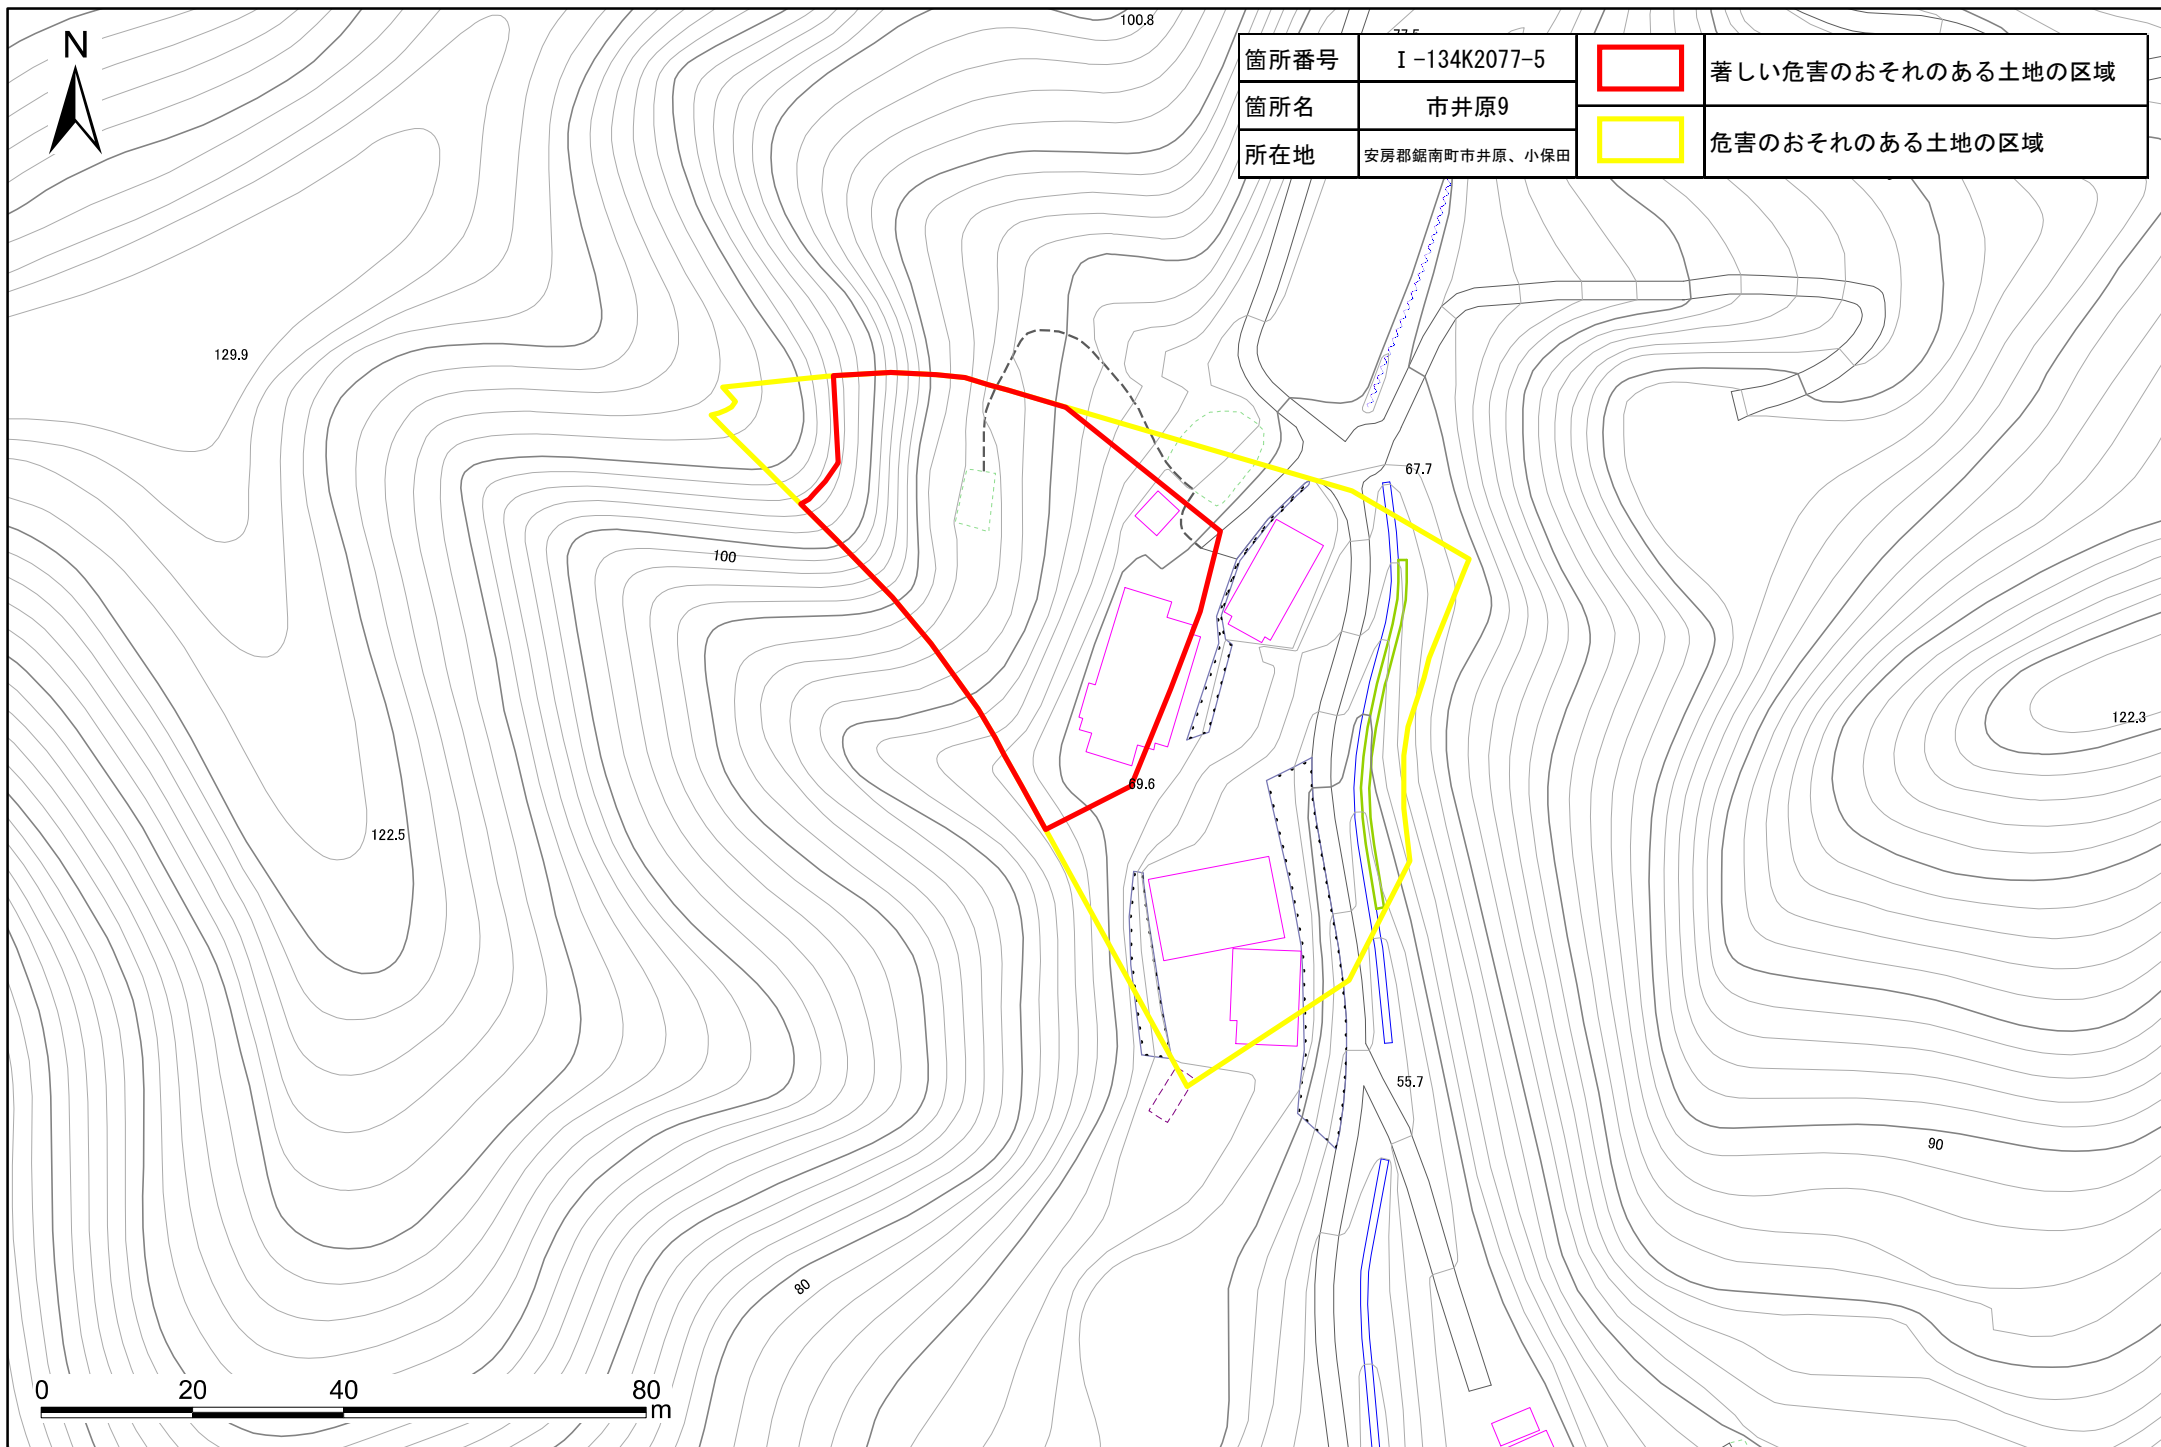 N
100.8
箇所番号 Ⅰ-134K2077-5
著しい危害のおそれのある土地の区域
箇所名 市井原9
危害のおそれのある土地の区域
所在地 安房郡鋸南町市井原、小保田
129.9
67.7
100
122.3
69.6
122.5
55.7
90
80
0 20 40 80
m